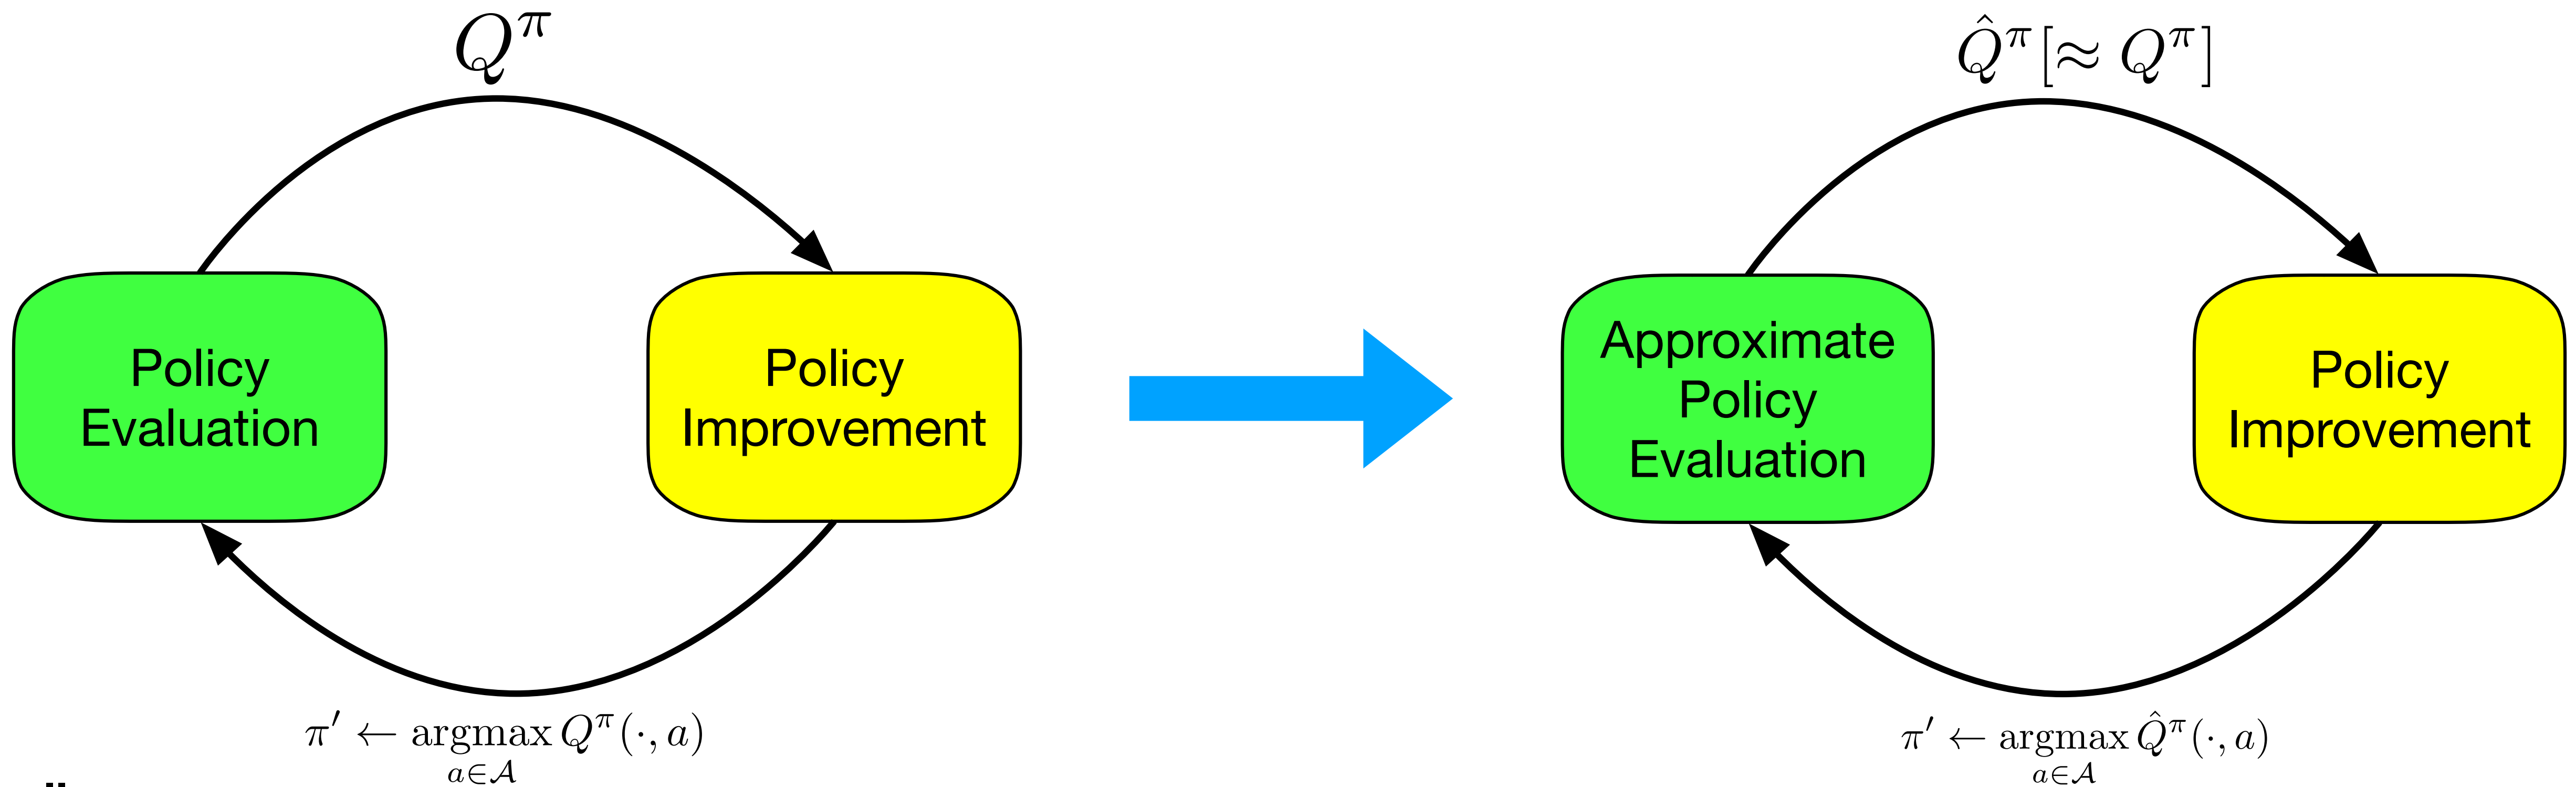 Q^π
Policy
Evaluation
Policy
Improvement
π′ ← argmax Q^π(·, a)
a∈𝒜
Q̂^π[≈ Q^π]
Approximate
Policy
Evaluation
Policy
Improvement
π′ ← argmax Q̂^π(·, a)
a∈𝒜